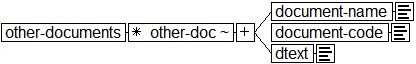 document-name
other-documents * other-doc ~ + document-code
dtext